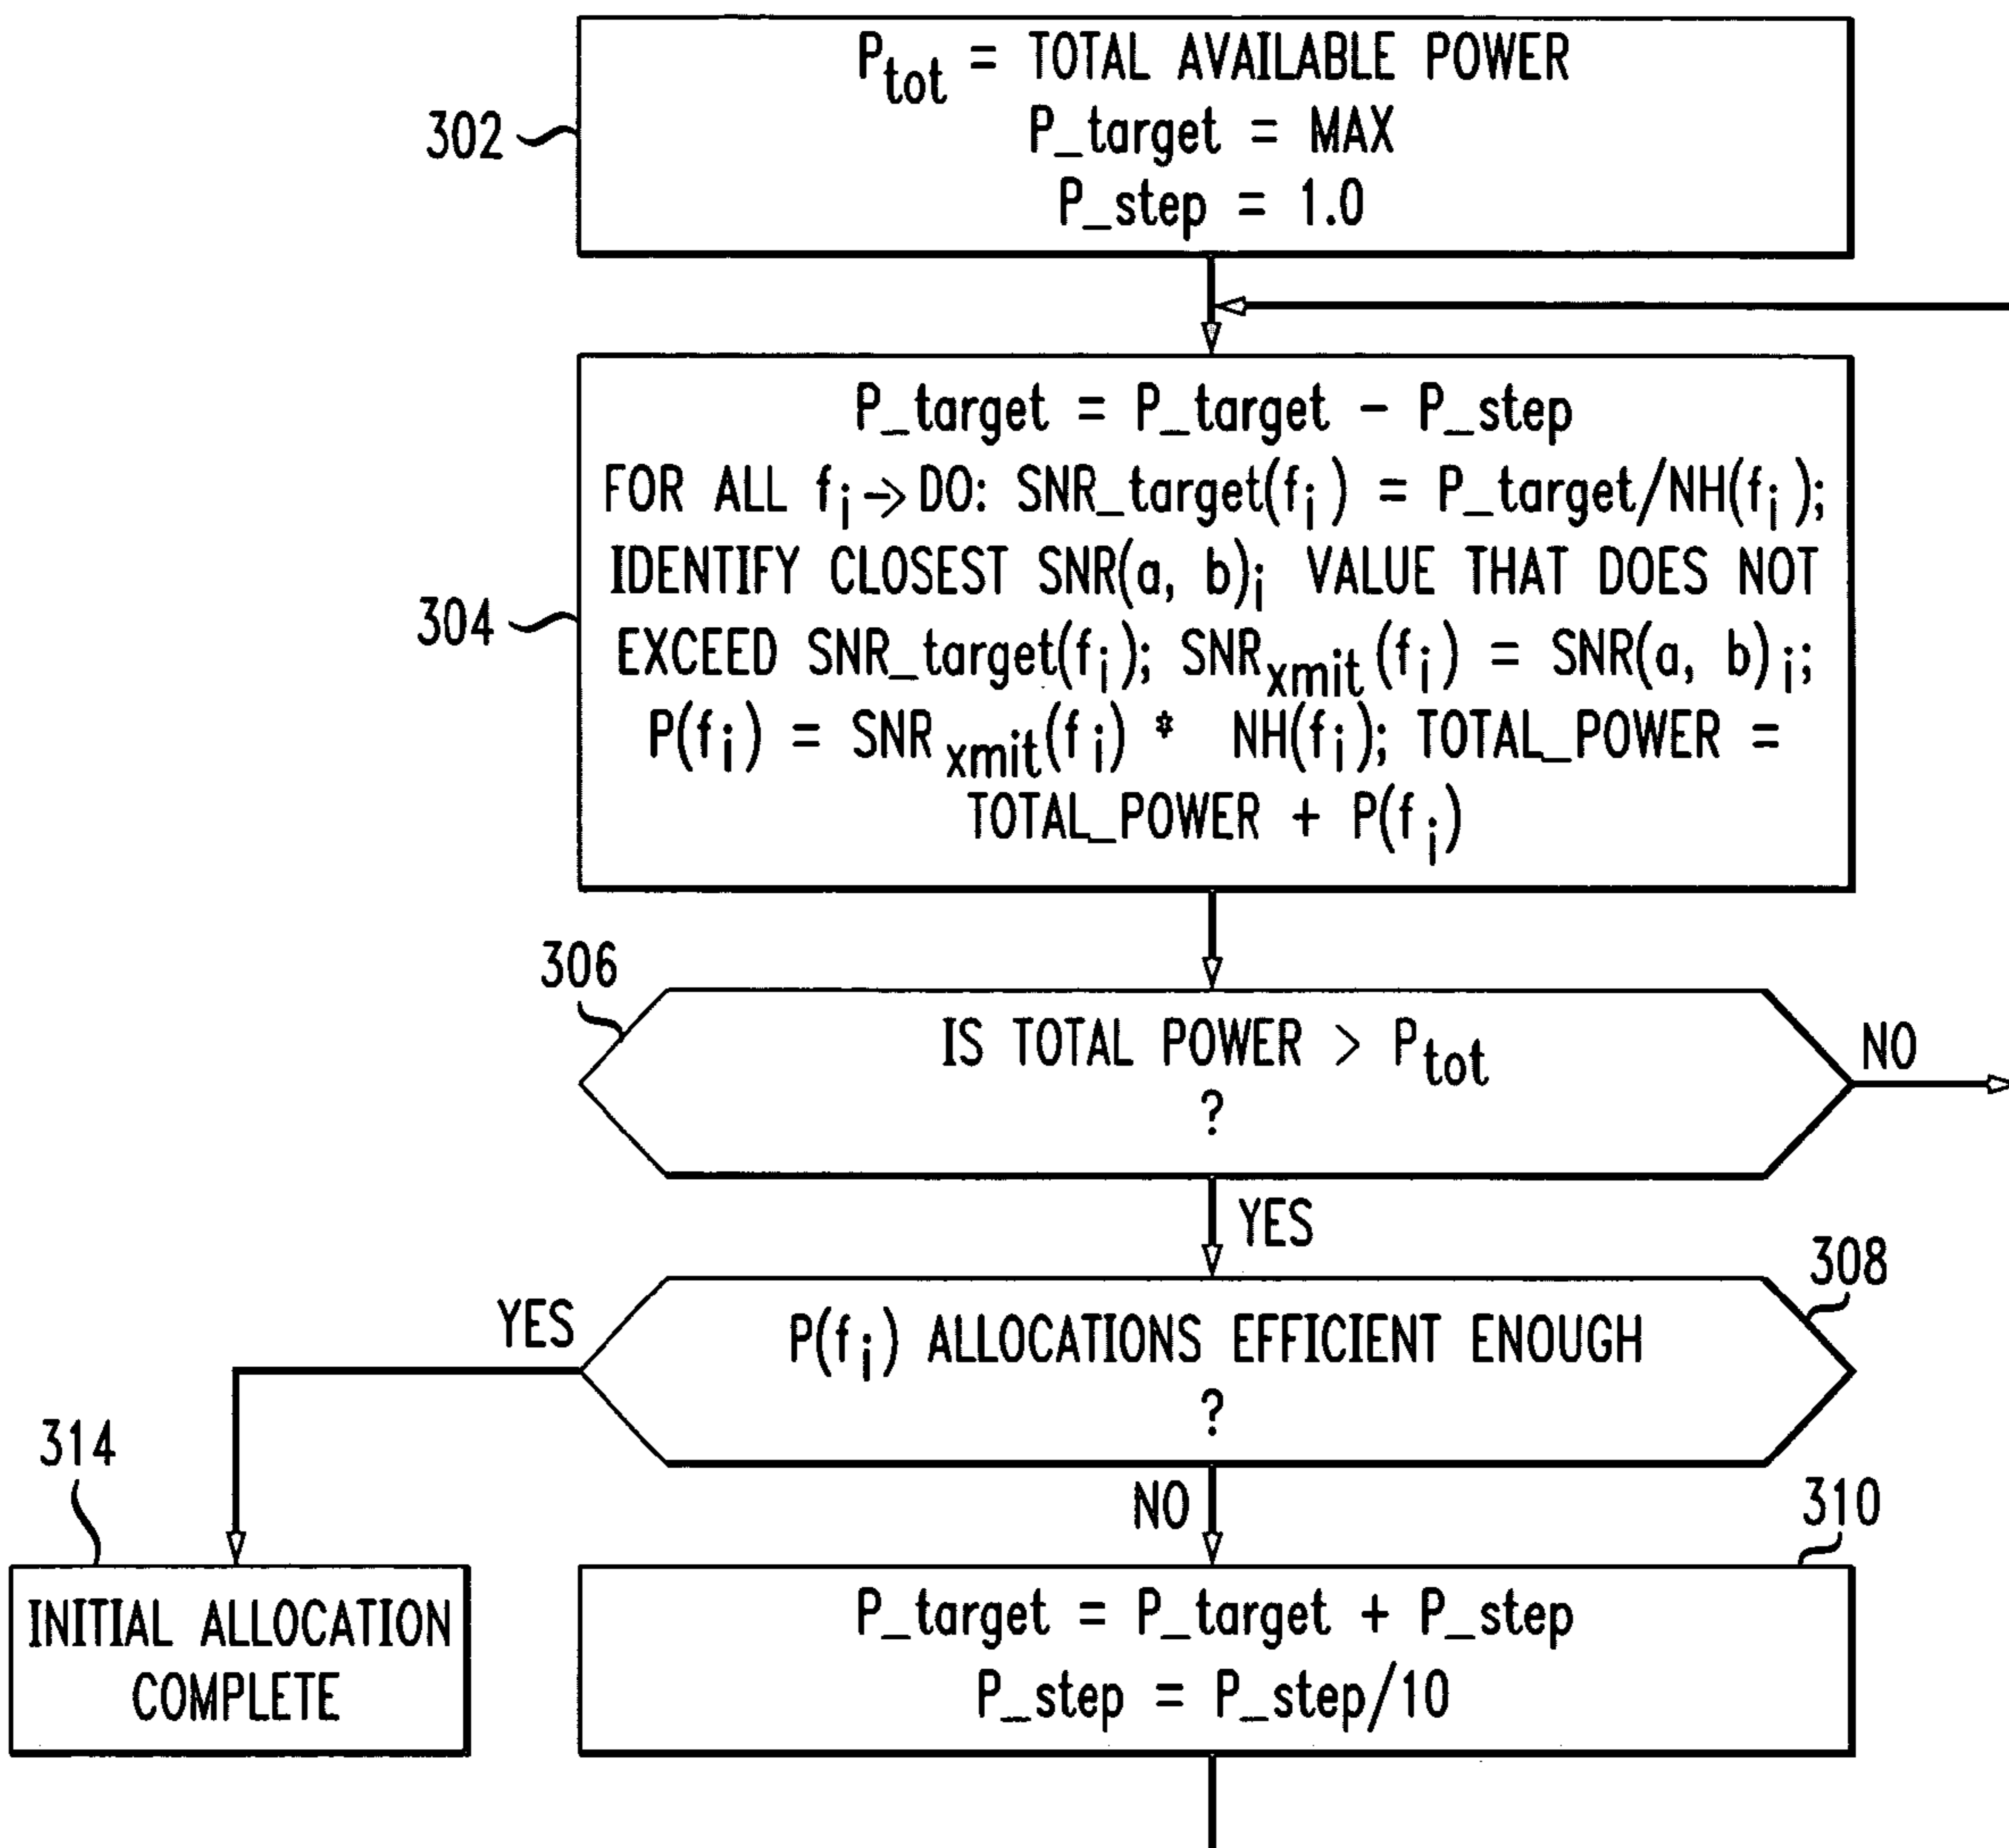 P_tot = TOTAL AVAILABLE POWER
P_target = MAX
P_step = 1.0
302
P_target = P_target - P_step
FOR ALL f_i -> DO: SNR_target(f_i) = P_target/NH(f_i);
IDENTIFY CLOSEST SNR(a, b)_i VALUE THAT DOES NOT
EXCEED SNR_target(f_i); SNR_xmit(f_i) = SNR(a, b)_i;
P(f_i) = SNR_xmit(f_i) * NH(f_i); TOTAL_POWER =
TOTAL_POWER + P(f_i)
304
306
IS TOTAL POWER > P_tot
?
NO
YES
308
YES
P(f_i) ALLOCATIONS EFFICIENT ENOUGH
?
314
NO
310
INITIAL ALLOCATION
COMPLETE
P_target = P_target + P_step
P_step = P_step/10